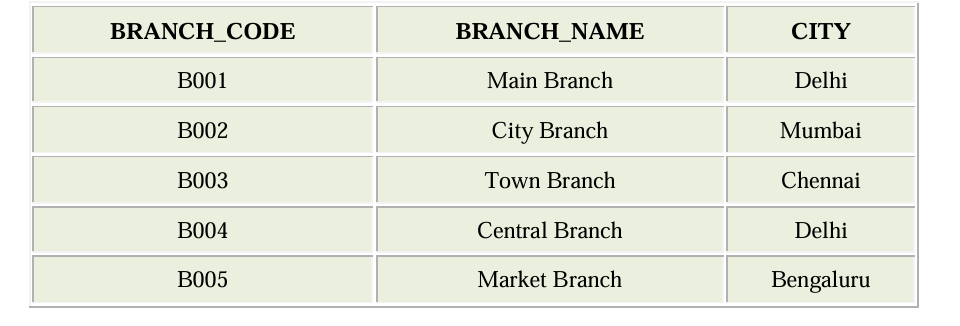 BRANCH_CODE BRANCH_NAME CITY
B001 Main Branch Delhi
B002 City Branch Mumbai
B003 Town Branch Chennai
B004 Central Branch Delhi
B005 Market Branch Bengaluru